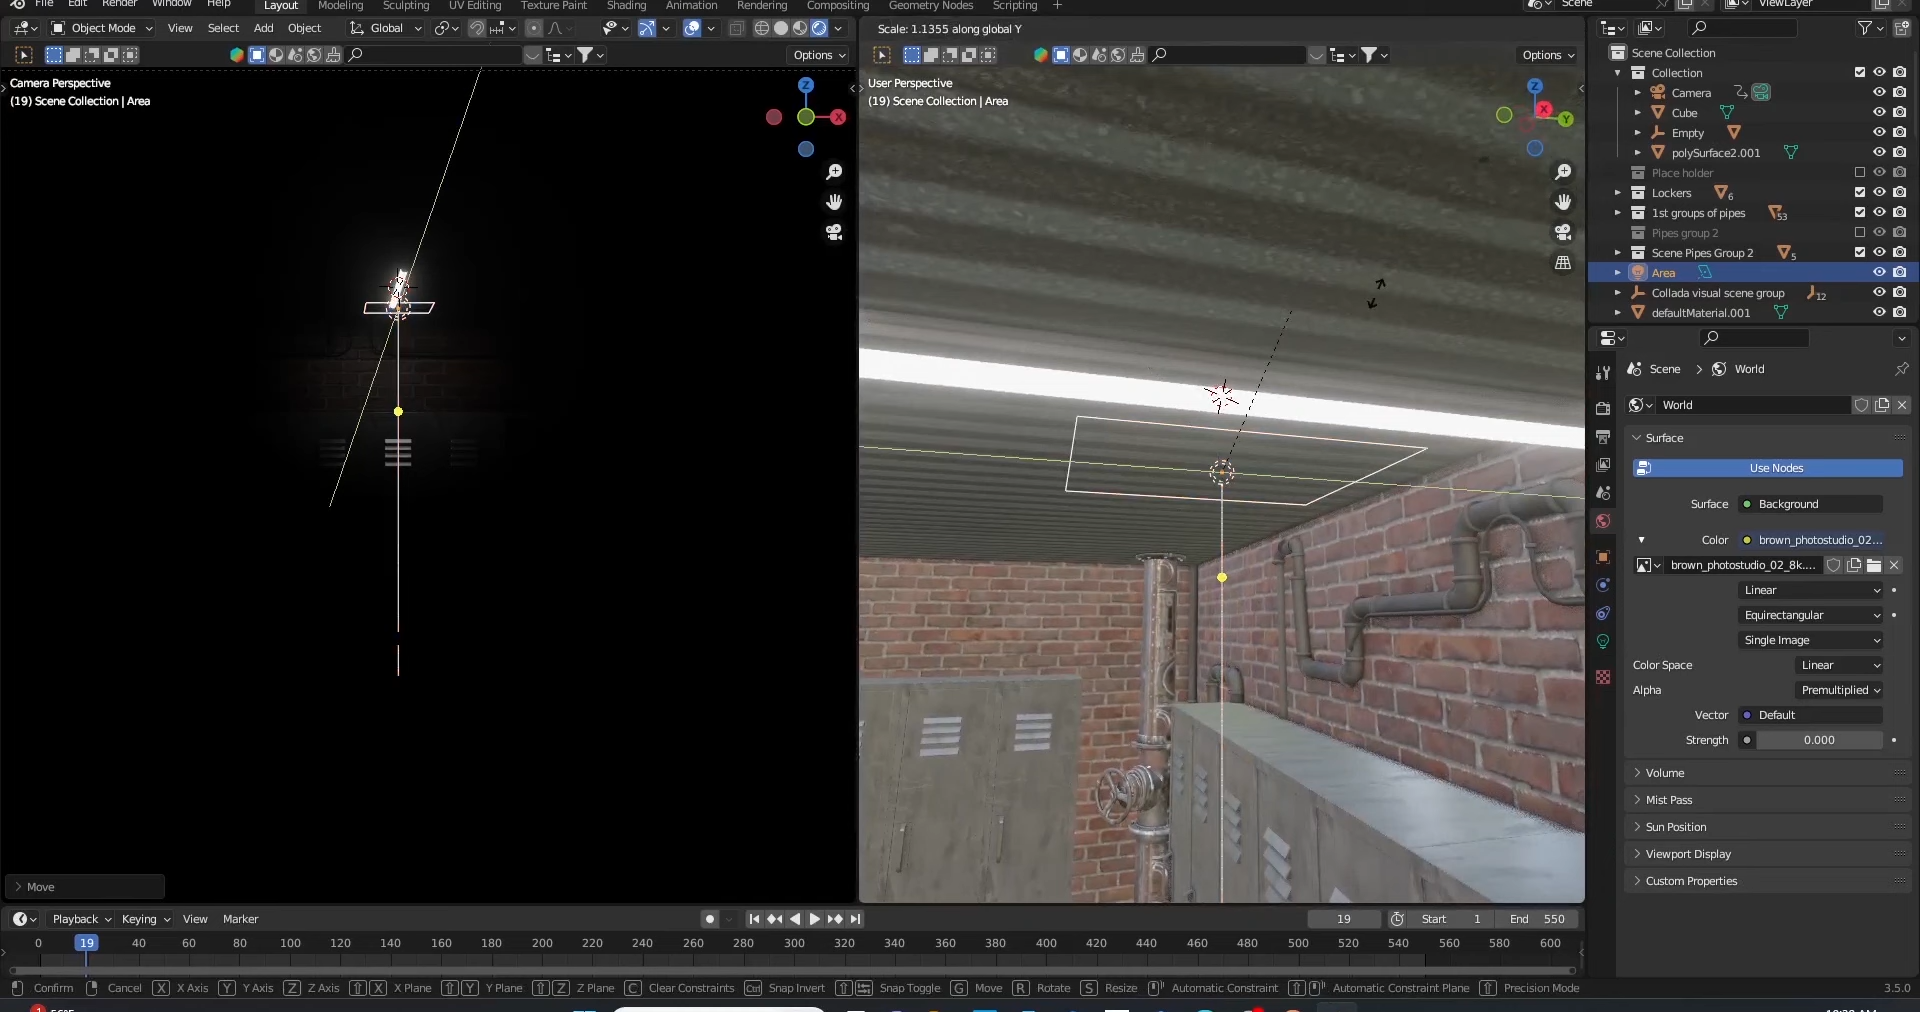 File Edit Render Window Help Layout Modeling Sculpting UV Editing Texture Paint Shading Animation Rendering Compositing Geometry Nodes Scripting + Scene ViewLayer
Object Mode View Select Add Object Global
Scale: 1.1355 along global Y
Options
Options
Camera Perspective
(19) Scene Collection | Area
Z
X
User Perspective
(19) Scene Collection | Area
Z
X
Y
Scene Collection
Collection
Camera
Cube
Empty
polySurface2.001
Place holder
Lockers 6
1st groups of pipes 53
Pipes group 2
Scene Pipes Group 2 5
Area
Collada visual scene group 12
defaultMaterial.001
Scene > World
World
Surface
Use Nodes
Surface Background
Color brown_photostudio_02...
brown_photostudio_02_8k....
Linear
Equirectangular
Single Image
Color Space Linear
Alpha Premultiplied
Vector Default
Strength 0.000
Volume
Mist Pass
Sun Position
Viewport Display
Custom Properties
Move
Playback Keying View Marker 19 Start 1 End 550
0 19 40 60 80 100 120 140 160 180 200 220 240 260 280 300 320 340 360 380 400 420 440 460 480 500 520 540 560 580 600
Confirm Cancel X X Axis Y Y Axis Z Z Axis X X Plane Y Y Plane Z Z Plane C Clear Constraints Ctrl Snap Invert Snap Toggle G Move R Rotate S Resize Automatic Constraint Automatic Constraint Plane Precision Mode 3.5.0